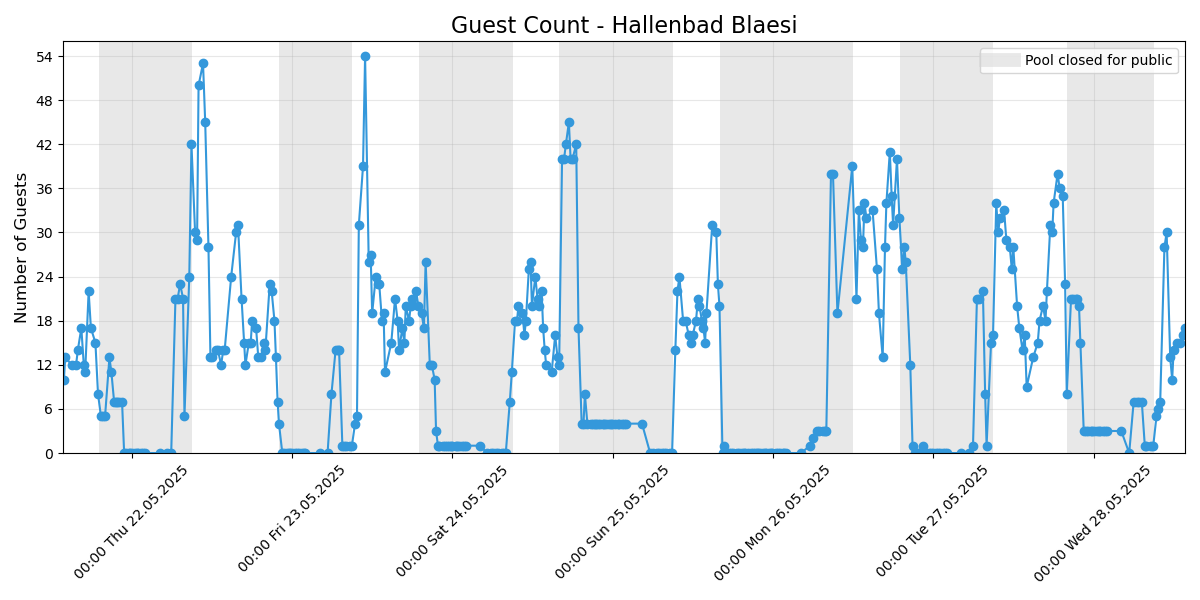 Guest Count - Hallenbad Blaesi
Pool closed for public
Number of Guests
54
48
42
36
30
24
18
12
6
0
00:00 Thu 22.05.2025
00:00 Fri 23.05.2025
00:00 Sat 24.05.2025
00:00 Sun 25.05.2025
00:00 Mon 26.05.2025
00:00 Tue 27.05.2025
00:00 Wed 28.05.2025